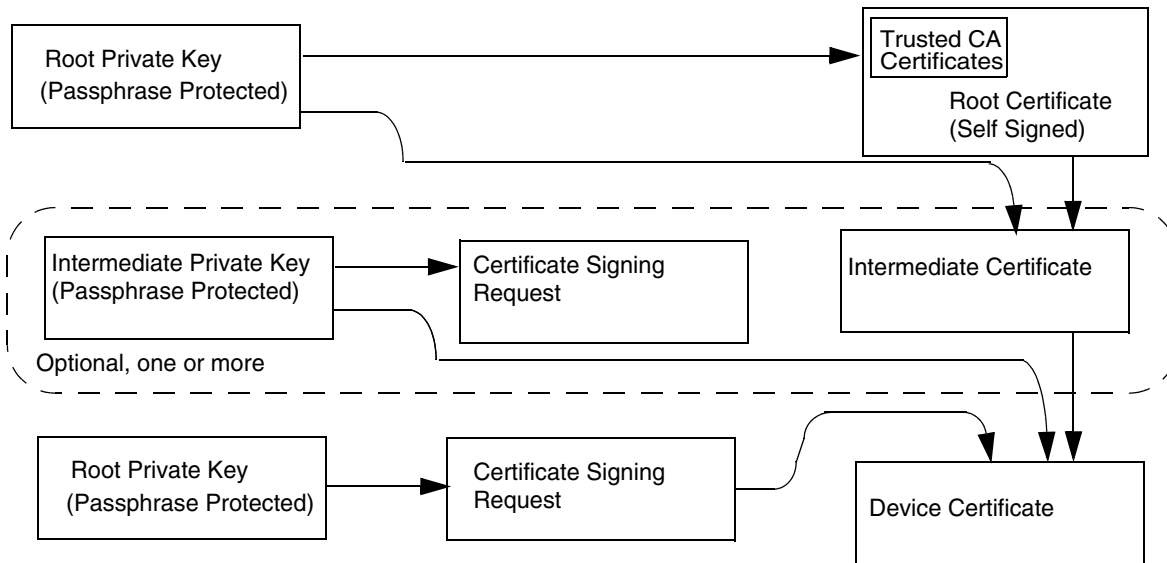 Root Private Key
(Passphrase Protected)
Trusted CA
Certificates
Root Certificate
(Self Signed)
Intermediate Private Key
(Passphrase Protected)
Certificate Signing
Request
Intermediate Certificate
Optional, one or more
Root Private Key
(Passphrase Protected)
Certificate Signing
Request
Device Certificate